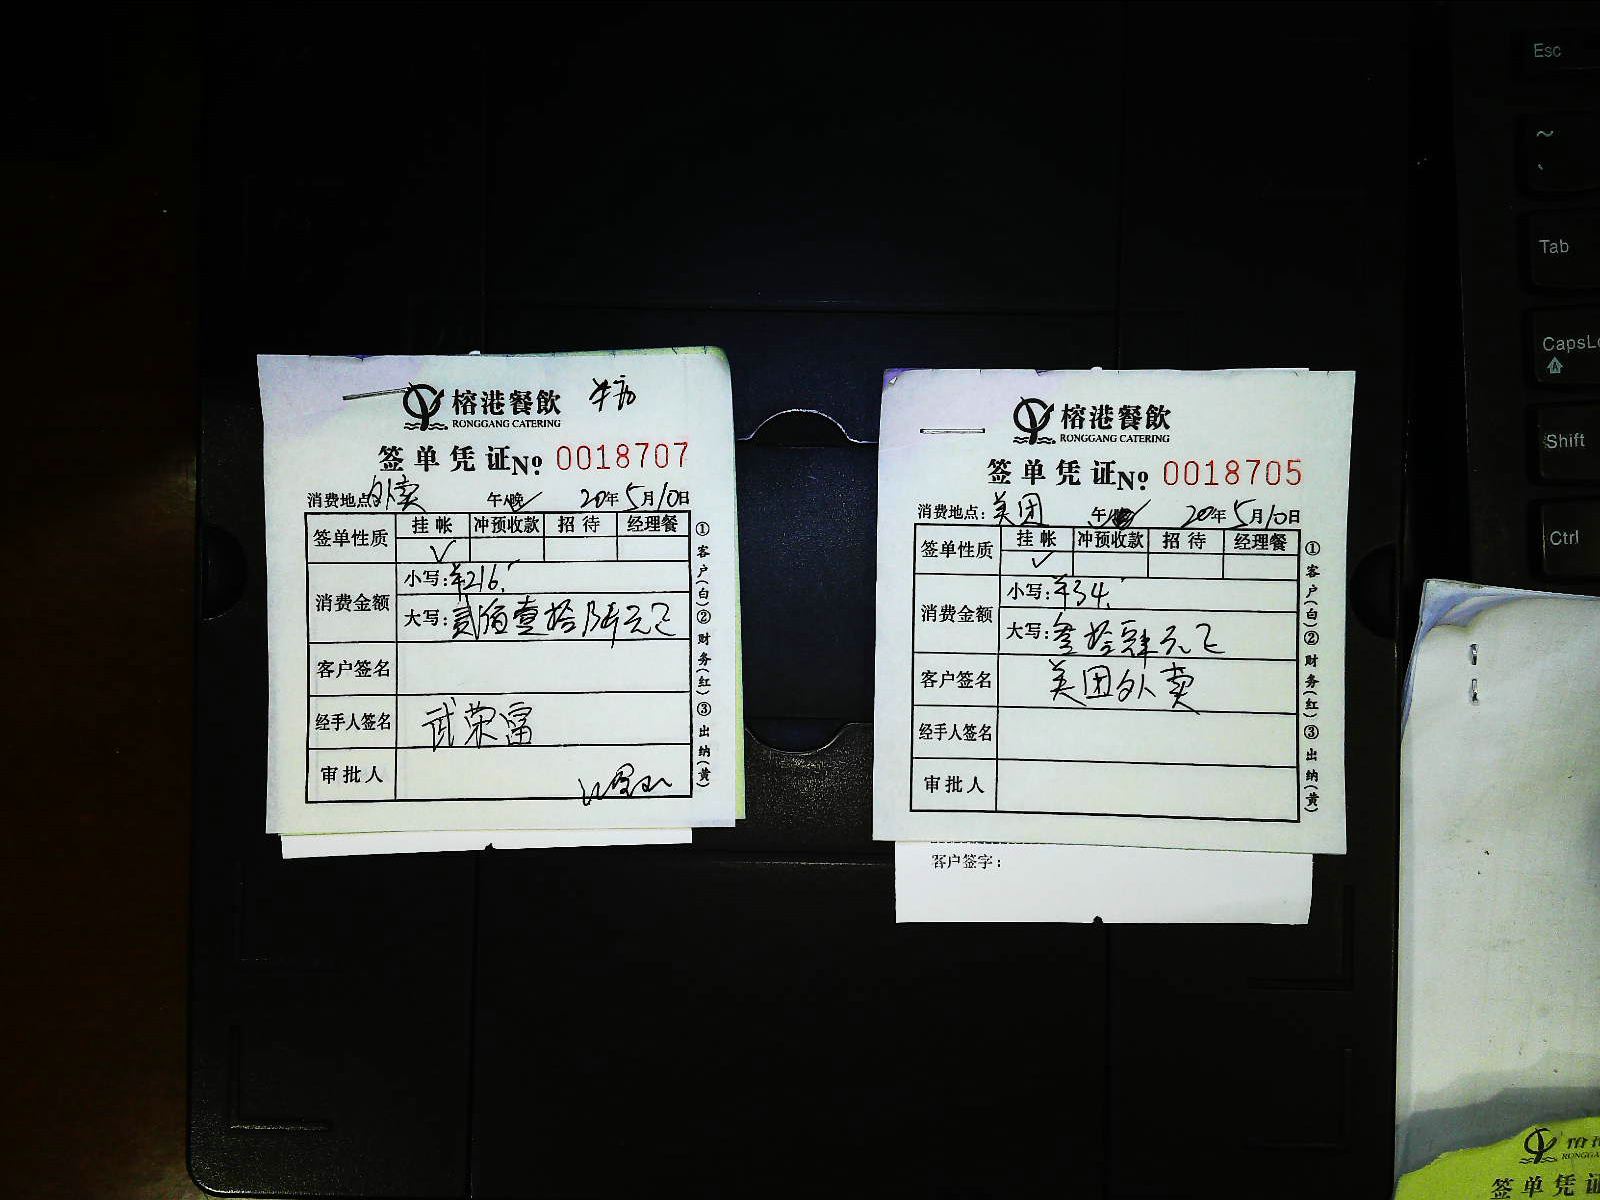 榕港餐飲
RONGGANG CATERING
签单凭证No 0018707
消费地点 外卖 午/晚 20年5月10日
签单性质 挂帐 冲预收款 招待 经理餐
消费金额
小写:¥216.
大写:贰佰壹拾陆元
客户签名
经手人签名 武荣富
审批人
①客户(白)②财务(红)③出纳(黄)
榕港餐飲
RONGGANG CATERING
签单凭证No 0018705
消费地点: 美团 午/ 20年5月10日
签单性质 挂帐 冲预收款 招待 经理餐
消费金额
小写:¥34.
大写:叁拾肆元
客户签名 美团外卖
经手人签名
审批人
①客户(白)②财务(红)③出纳(黄)
客户签字:
Esc
~
Tab
CapsLo
Shift
Ctrl
RONGGA
签单凭证